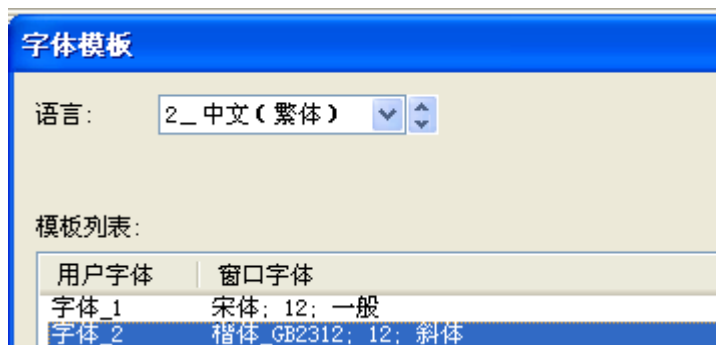 字体模板
语言: 2_中文(繁体)
模板列表:
用户字体 窗口字体
字体_1 宋体; 12; 一般
字体_2 楷体_GB2312; 12; 斜体